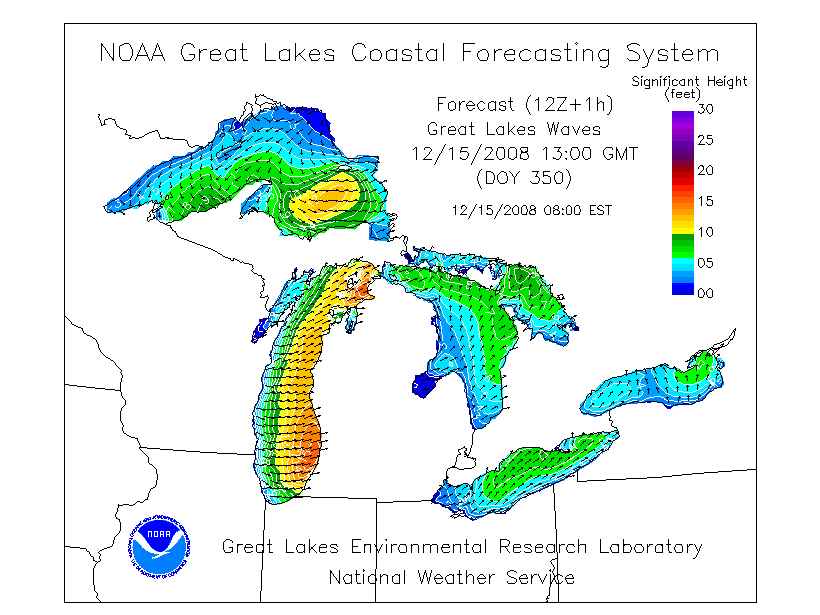 NOAA Great Lakes Coastal Forecasting System
Significant Height
(feet)
Forecast (12Z+1h)
Great Lakes Waves
12/15/2008 13:00 GMT
(DOY 350)
12/15/2008 08:00 EST
30
25
20
15
10
05
00
NOAA
Great Lakes Environmental Research Laboratory
National Weather Service